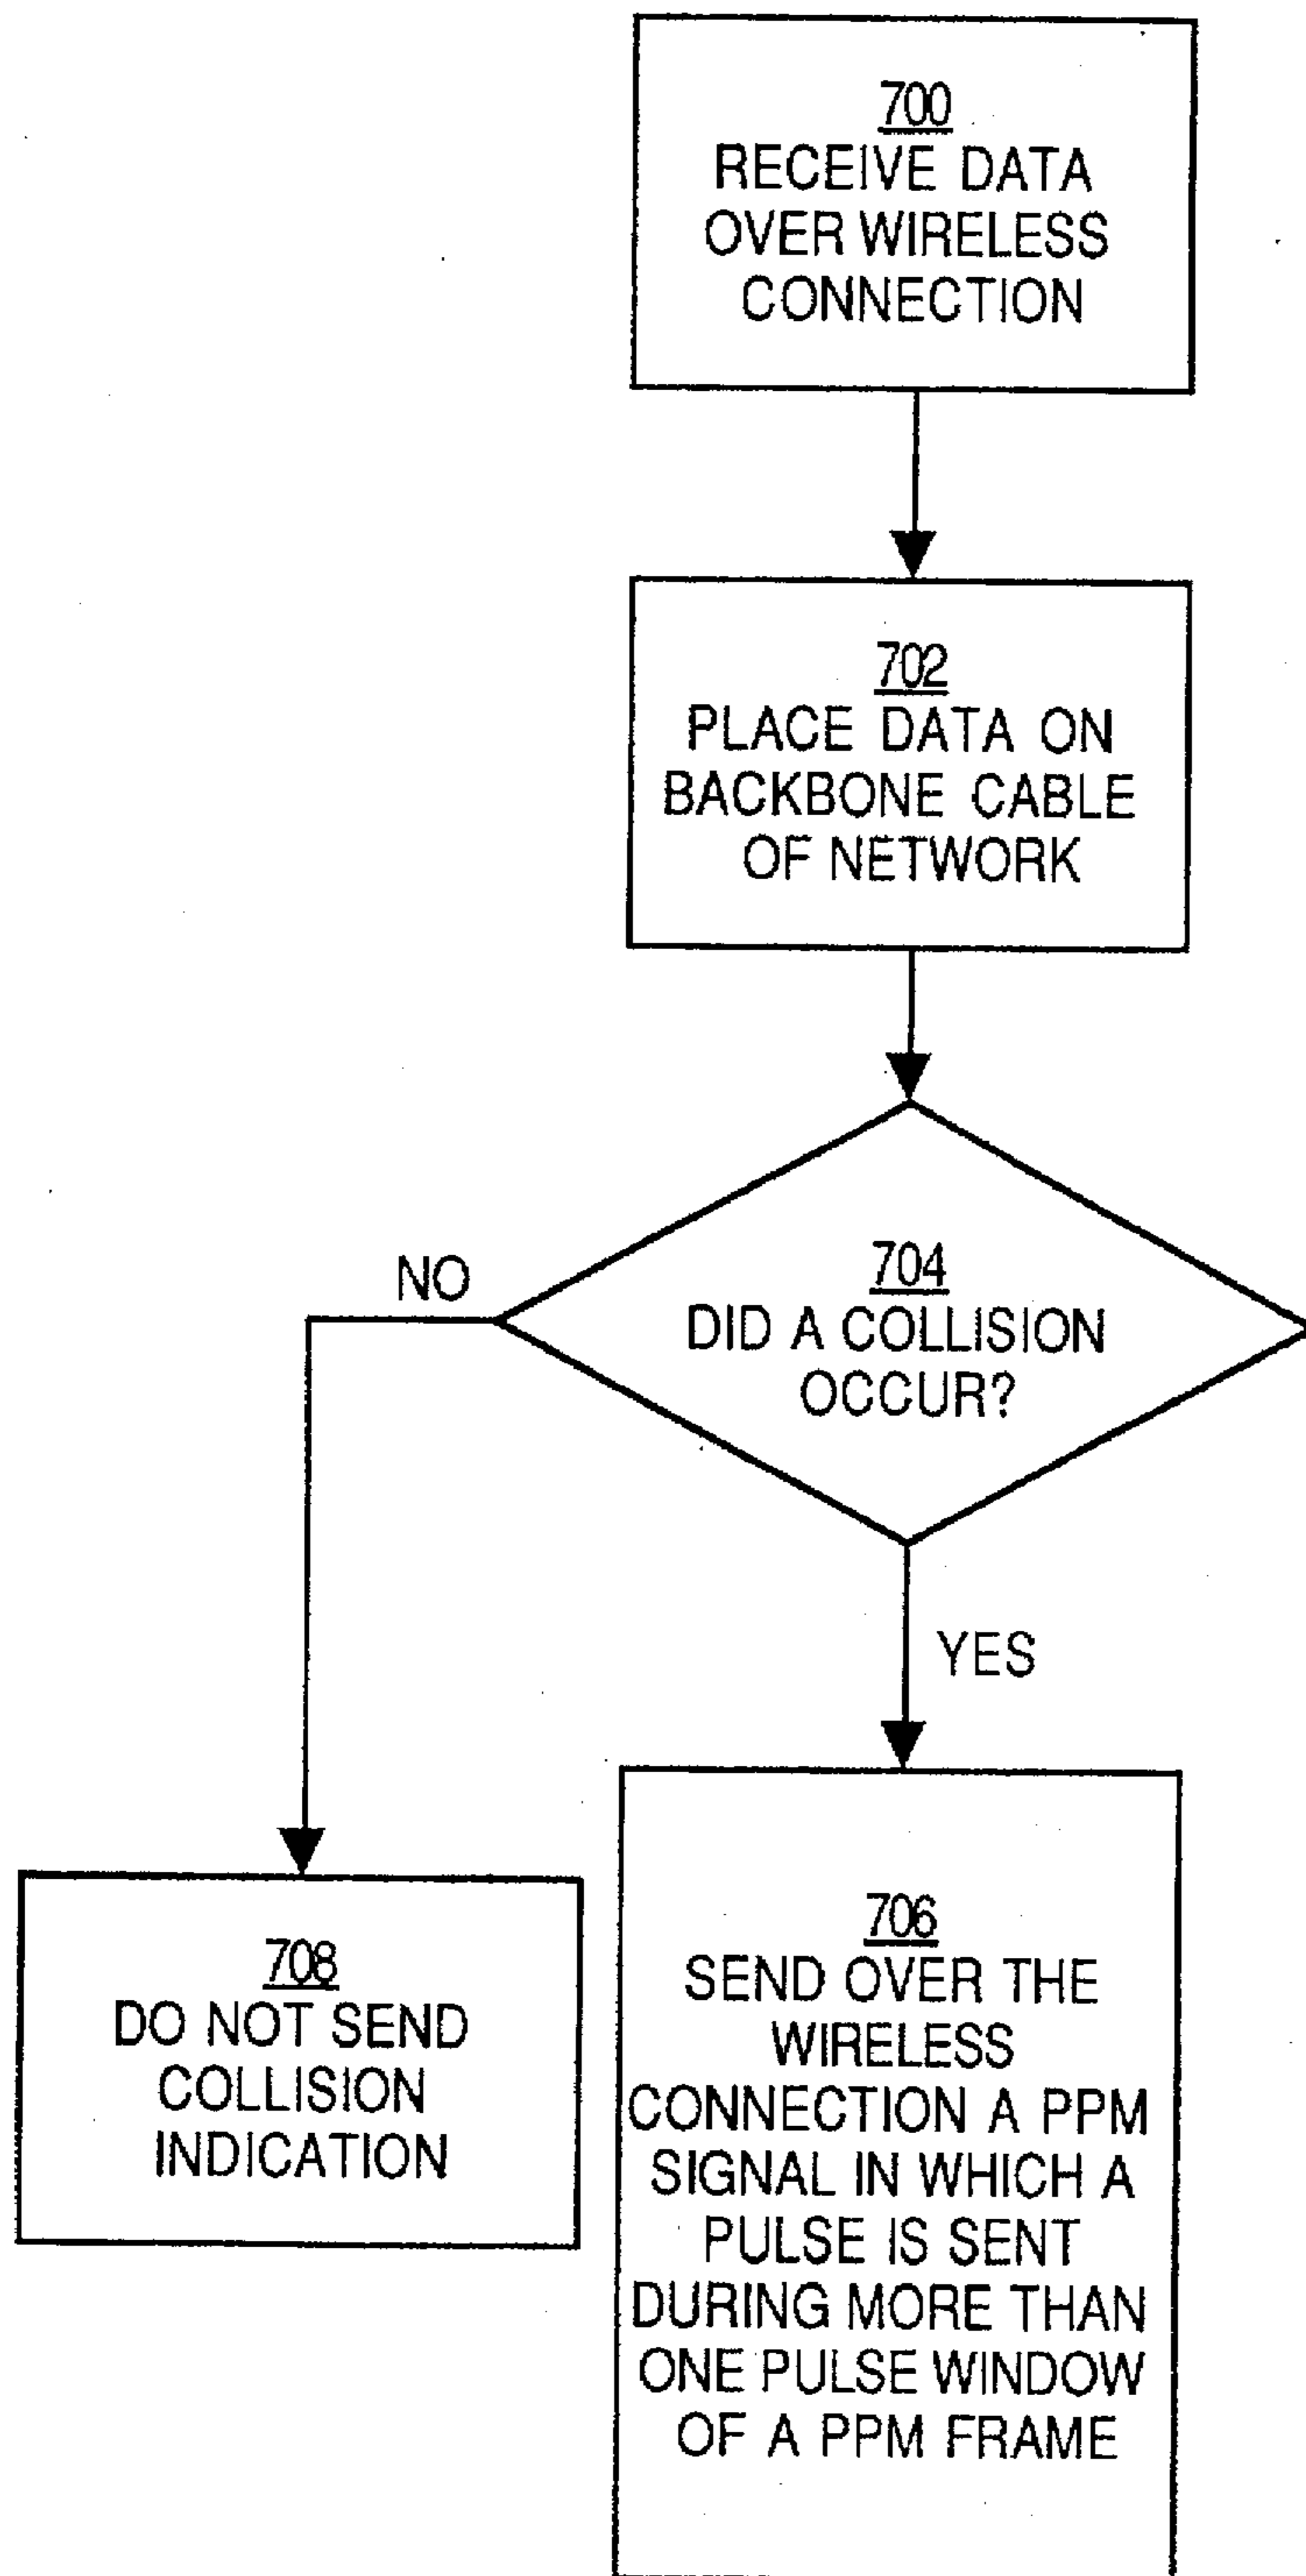 700
RECEIVE DATA
OVER WIRELESS
CONNECTION
702
PLACE DATA ON
BACKBONE CABLE
OF NETWORK
704
DID A COLLISION
OCCUR?
NO
YES
708
DO NOT SEND
COLLISION
INDICATION
706
SEND OVER THE
WIRELESS
CONNECTION A PPM
SIGNAL IN WHICH A
PULSE IS SENT
DURING MORE THAN
ONE PULSE WINDOW
OF A PPM FRAME